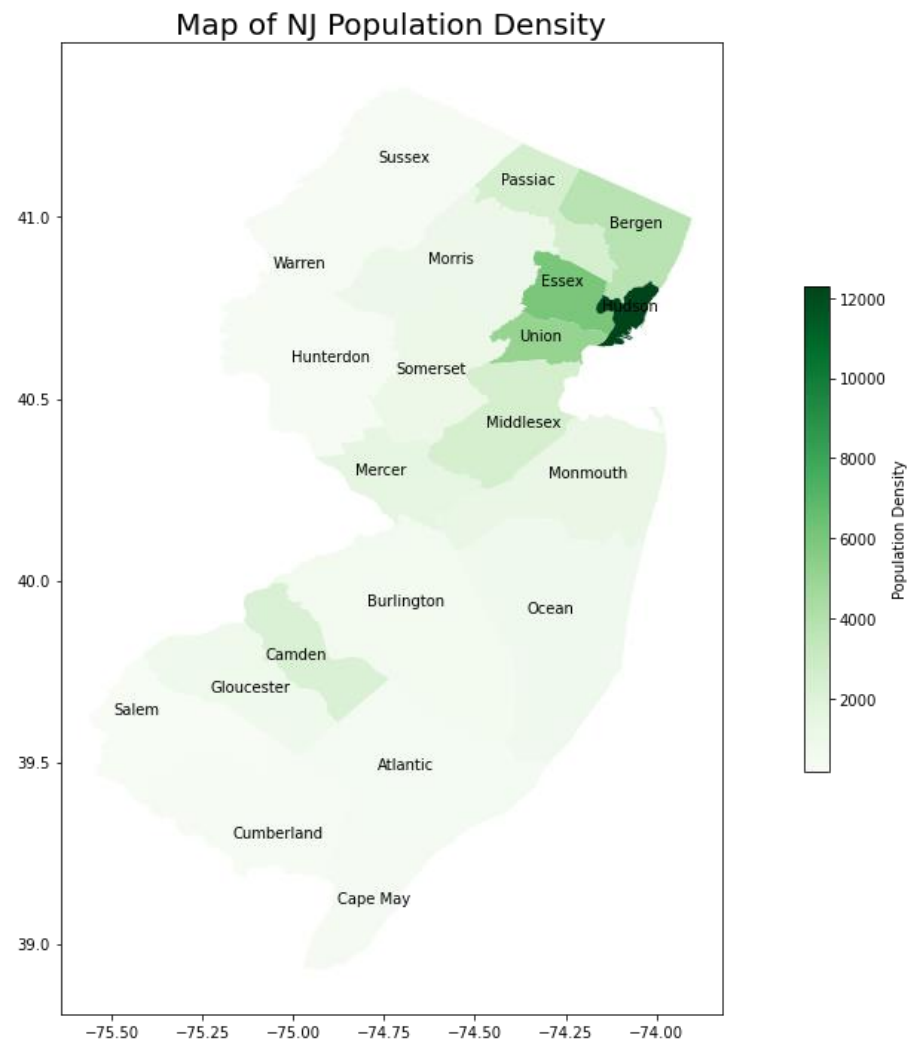 Map of NJ Population Density
Sussex
Passiac
41.0
Bergen
Morris
Warren
Essex
Hudson
12000
Union
Hunterdon
Somerset
10000
40.5
Middlesex
8000
Mercer
Monmouth
6000
Population Density
40.0
Burlington
Ocean
4000
Camden
Gloucester
2000
Salem
39.5
Atlantic
Cumberland
Cape May
39.0
−75.50 −75.25 −75.00 −74.75 −74.50 −74.25 −74.00